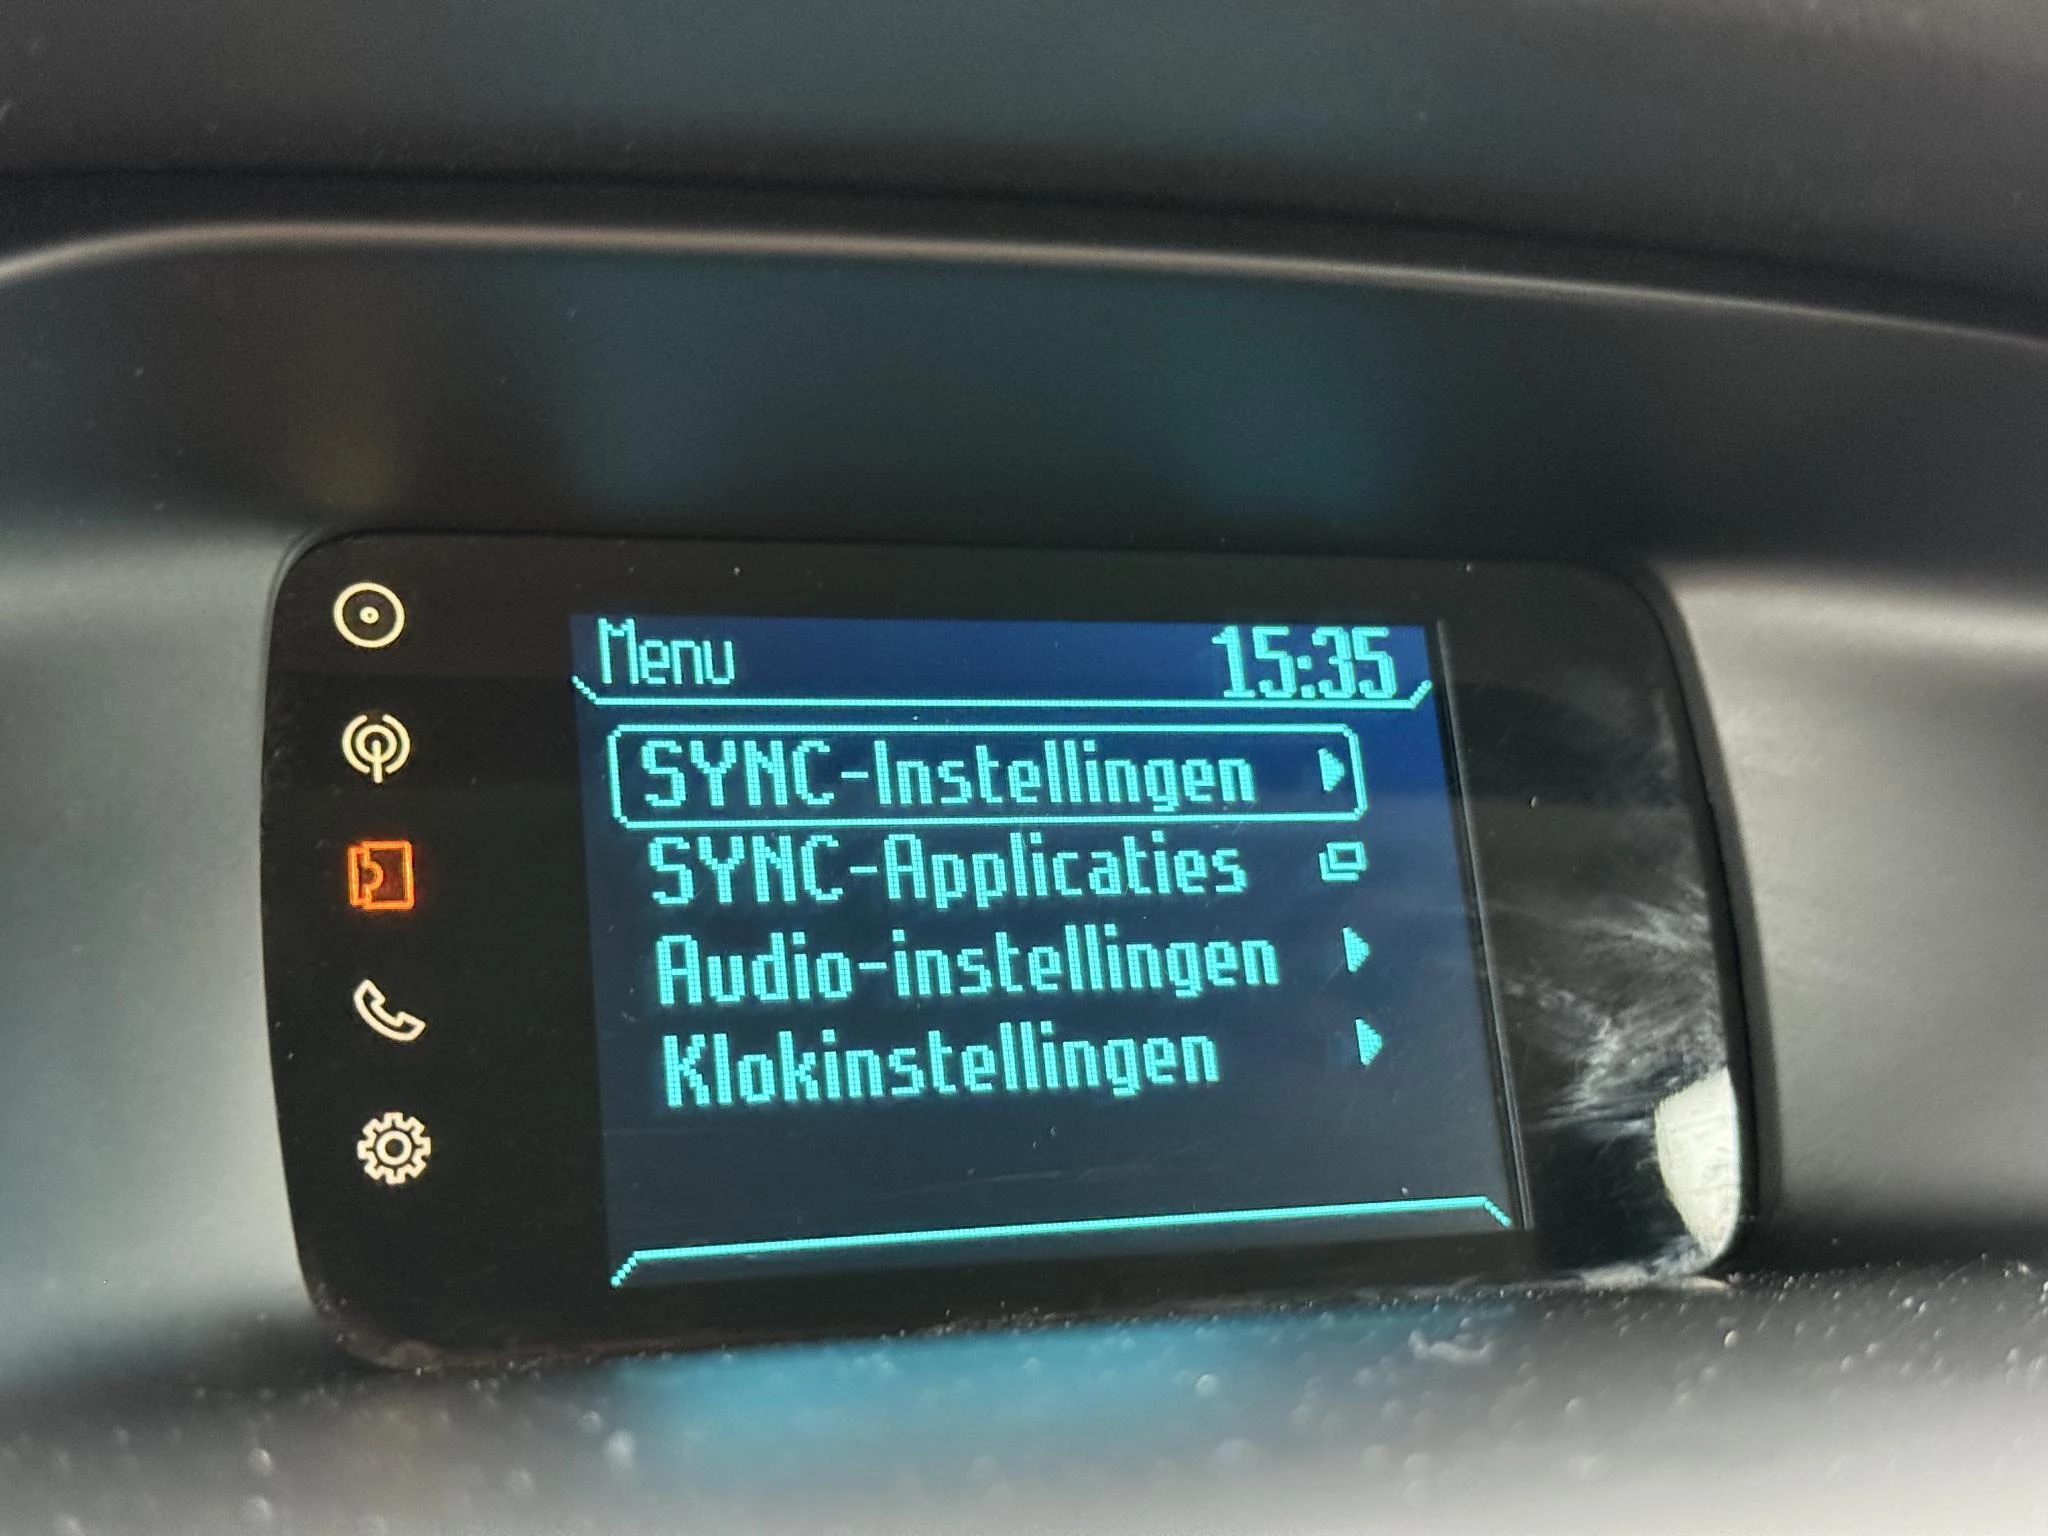 Menu 15:35
SYNC-Instellingen
SYNC-Applicaties
Audio-instellingen
Klokinstellingen